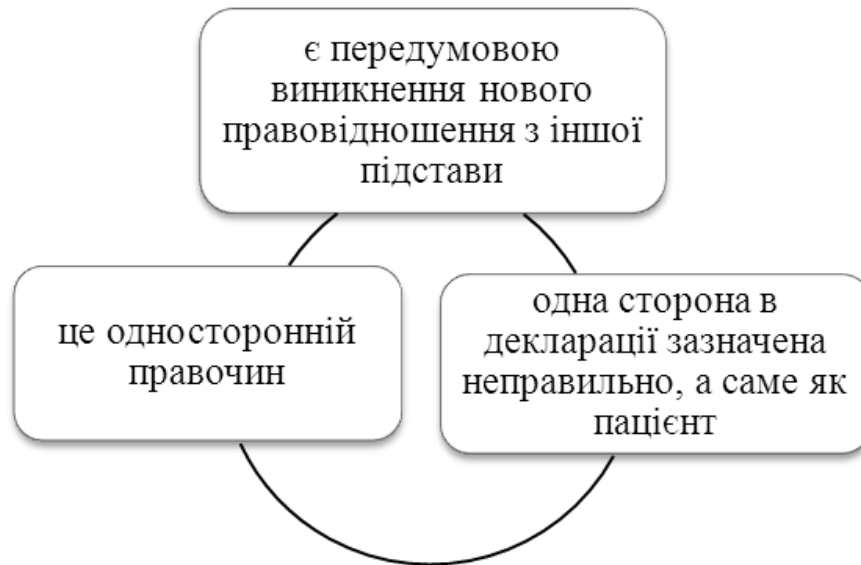 є передумовою
виникнення нового
правовідношення з іншої
підстави
це односторонній
правочин
одна сторона в
декларації зазначена
неправильно, а саме як
пацієнт